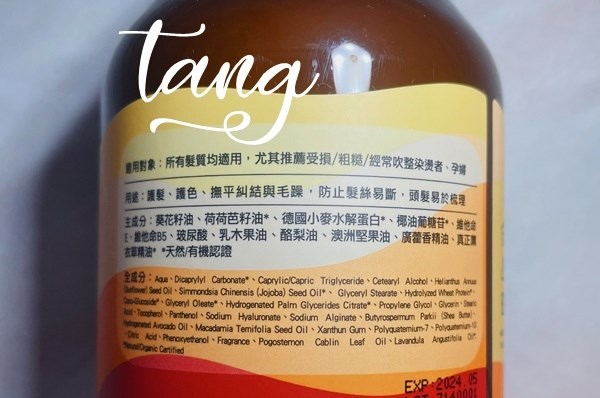 tang
適用對象：所有髮質均適用，尤其推薦受損/粗糙/經常吹整染燙者、孕婦
用途：護髮、護色、撫平糾結與毛躁，防止髮絲易斷，頭髮易於梳理
主成分：葵花籽油、荷荷芭籽油*、德國小麥水解蛋白*、椰油葡糖苷*、維他命
E、維他命B5、玻尿酸、乳木果油、酪梨油、澳洲堅果油、廣藿香精油、真正薰
衣草精油* *天然/有機認證
全成分：Aqua、Dicaprylyl Carbonate*、Caprylic/Capric Triglyceride、Cetearyl Alcohol、Helianthus Annuus
(Sunflower) Seed Oil、Simmondsia Chinensis (Jojoba) Seed Oil*、Glyceryl Stearate、Hydrolyzed Wheat Protein*、
Coco-Glucoside*、Glyceryl Oleate*、Hydrogenated Palm Glycerides Citrate*、Propylene Glycol、Glycerin、Stearic
Acid、Tocopherol、Panthenol、Sodium Hyaluronate、Sodium Alginate、Butyrospermum Parkii (Shea Butter)、
Hydrogenated Avocado Oil、Macadamia Temifolia Seed Oil、Xanthan Gum、Polyquaternium-7、Polyquaternium-10
、Citric Acid、Phenoxyethanol、Fragrance、Pogostemon Cablin Leaf Oil、Lavandula Angustifolia Oil*
*Natural/Organic Certified
EXP:2024.05